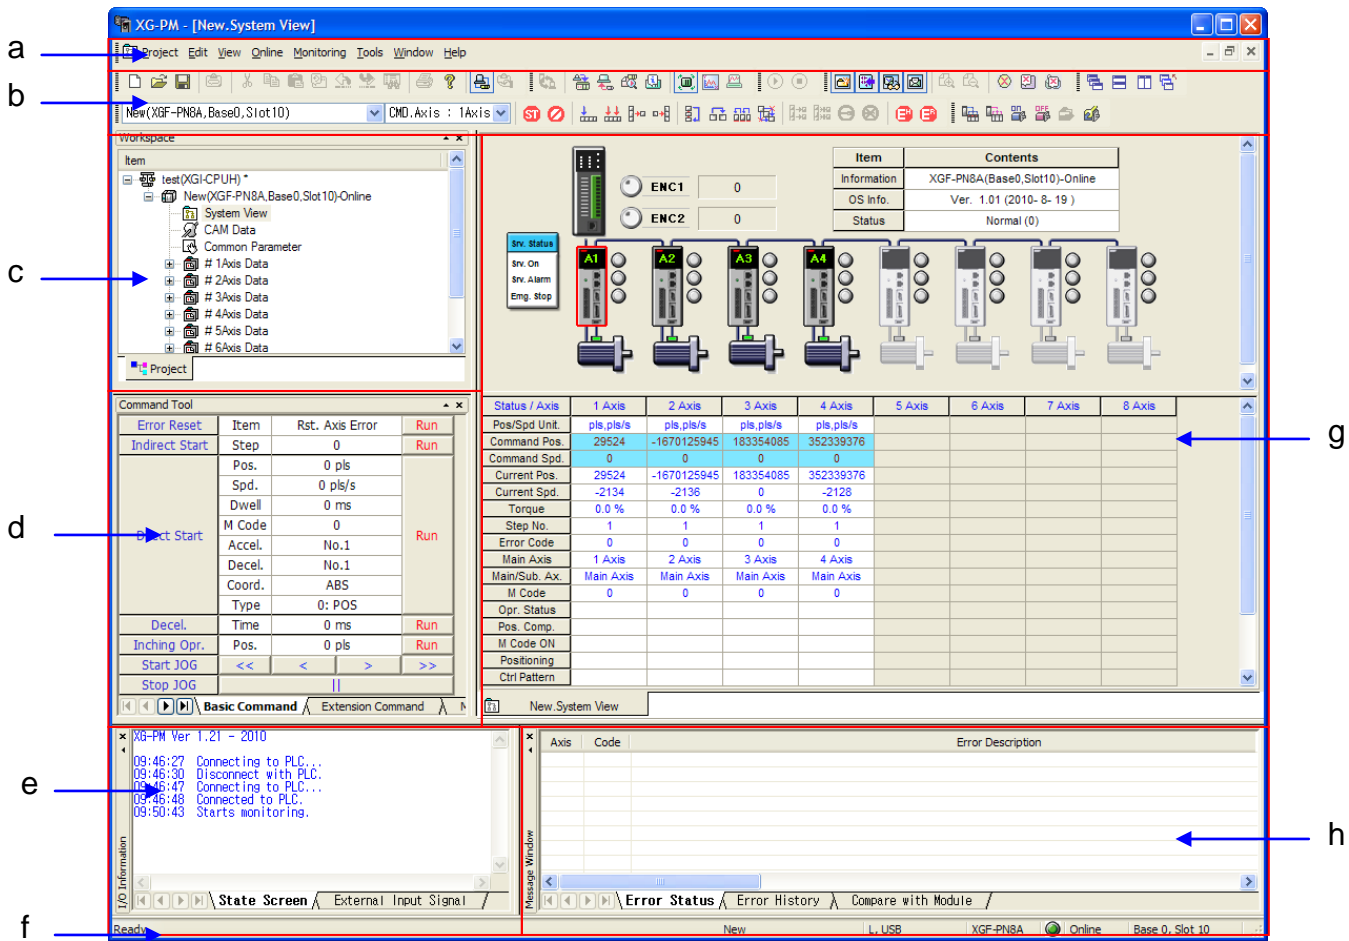 XG-PM - [New.System View]
a
Project Edit View Online Monitoring Tools Window Help
b
New(XGF-PN8A,Base0,Slot10)
CMD.Axis : 1Axis
Workspace
Item
test(XGI-CPUH) *
New(XGF-PN8A,Base0,Slot10)-Online
System View
CAM Data
Common Parameter
# 1Axis Data
# 2Axis Data
# 3Axis Data
# 4Axis Data
# 5Axis Data
# 6Axis Data
Project
c
ENC1 0
ENC2 0
Item Contents
Information XGF-PN8A(Base0,Slot10)-Online
OS Info. Ver. 1.01 (2010- 8- 19 )
Status Normal (0)
Srv. Status
Srv. On
Srv. Alarm
Emg. Stop
A1 A2 A3 A4
Command Tool
Error Reset Item Rst. Axis Error Run
Indirect Start Step 0 Run
Direct Start Pos. 0 pls Run
Spd. 0 pls/s
Dwell 0 ms
M Code 0
Accel. No.1
Decel. No.1
Coord. ABS
Type 0: POS
Decel. Time 0 ms Run
Inching Opr. Pos. 0 pls Run
Start JOG << < > >>
Stop JOG ||
Basic Command Extension Command
d
Status / Axis 1 Axis 2 Axis 3 Axis 4 Axis 5 Axis 6 Axis 7 Axis 8 Axis
Pos/Spd Unit. pls,pls/s pls,pls/s pls,pls/s pls,pls/s
Command Pos. 29524 -1670125945 183354085 352339376
Command Spd. 0 0 0 0
Current Pos. 29524 -1670125945 183354085 352339376
Current Spd. -2134 -2136 0 -2128
Torque 0.0 % 0.0 % 0.0 % 0.0 %
Step No. 1 1 1 1
Error Code 0 0 0 0
Main Axis 1 Axis 2 Axis 3 Axis 4 Axis
Main/Sub. Ax. Main Axis Main Axis Main Axis Main Axis
M Code 0 0 0 0
Opr. Status
Pos. Comp.
M Code ON
Positioning
Ctrl Pattern
New.System View
g
XG-PM Ver 1.21 - 2010
09:46:27 Connecting to PLC...
09:46:30 Disconnect with PLC.
09:46:47 Connecting to PLC...
09:46:48 Connected to PLC.
09:50:43 Starts monitoring.
I/O Information
State Screen External Input Signal
e
Axis Code Error Description
Message Window
Error Status Error History Compare with Module
h
f
Ready New L, USB XGF-PN8A Online Base 0, Slot 10